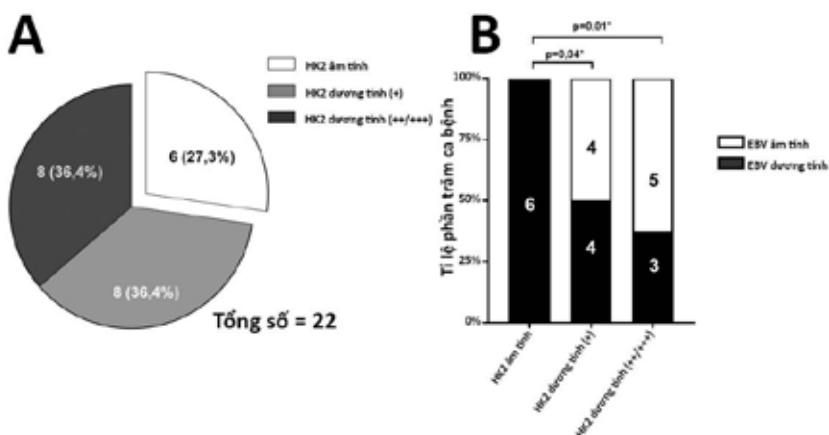 A
HK2 âm tính
HK2 dương tính (+)
HK2 dương tính (++/+++)
6 (27,3%)
8 (36,4%)
8 (36,4%)
Tổng số = 22
B
p=0.01*
p=0,04*
Tỉ lệ phần trăm ca bệnh
100%
75%
50%
25%
0%
4
5
6
4
3
EBV âm tính
EBV dương tính
HK2 âm tính
HK2 dương tính (+)
HK2 dương tính (++/+++)